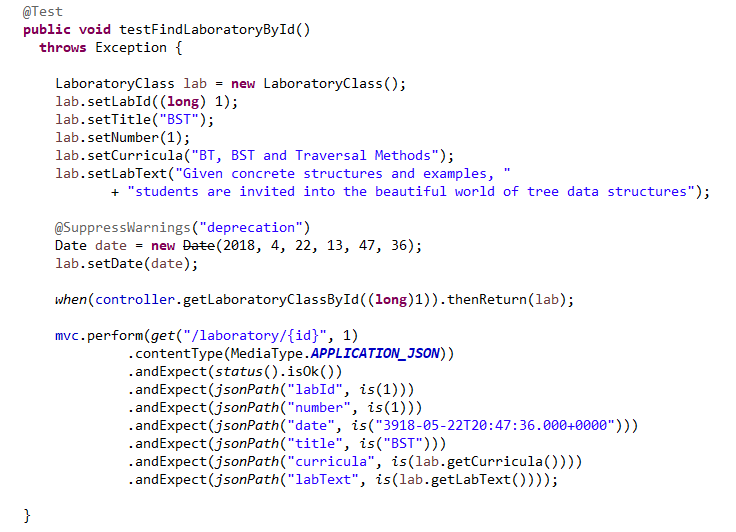 @Test
public void testFindLaboratoryById()
  throws Exception {
    LaboratoryClass lab = new LaboratoryClass();
    lab.setLabId((long) 1);
    lab.setTitle("BST");
    lab.setNumber(1);
    lab.setCurricula("BT, BST and Traversal Methods");
    lab.setLabText("Given concrete structures and examples, "
           + "students are invited into the beautiful world of tree data structures");
    @SuppressWarnings("deprecation")
    Date date = new Date(2018, 4, 22, 13, 47, 36);
    lab.setDate(date);
    when(controller.getLaboratoryClassById((long)1)).thenReturn(lab);
    mvc.perform(get("/laboratory/{id}", 1)
             .contentType(MediaType.APPLICATION_JSON))
             .andExpect(status().isOk())
             .andExpect(jsonPath("labId", is(1)))
             .andExpect(jsonPath("number", is(1)))
             .andExpect(jsonPath("date", is("3918-05-22T20:47:36.000+0000")))
             .andExpect(jsonPath("title", is("BST")))
             .andExpect(jsonPath("curricula", is(lab.getCurricula())))
             .andExpect(jsonPath("labText", is(lab.getLabText())));
}